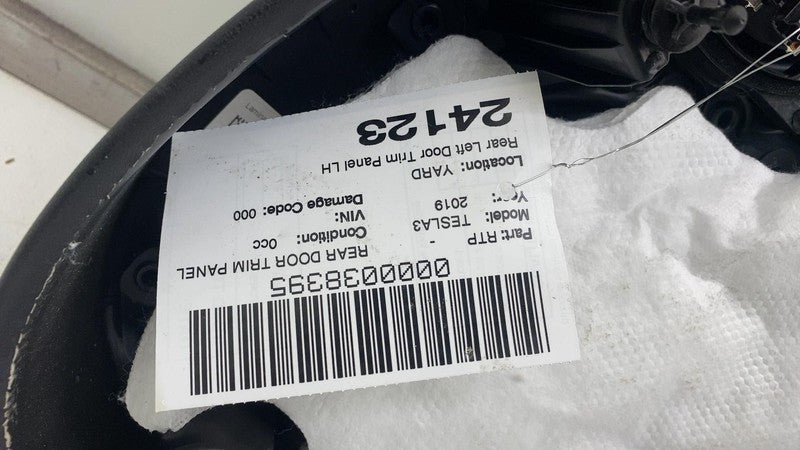 0000038395
Part: RTP - REAR DOOR TRIM PANEL
Model: TESLA3 Condition: 0cc
Year: 2019 VIN:
Damage Code: 000
Location: YARD
Rear Left Door Trim Panel LH
24123